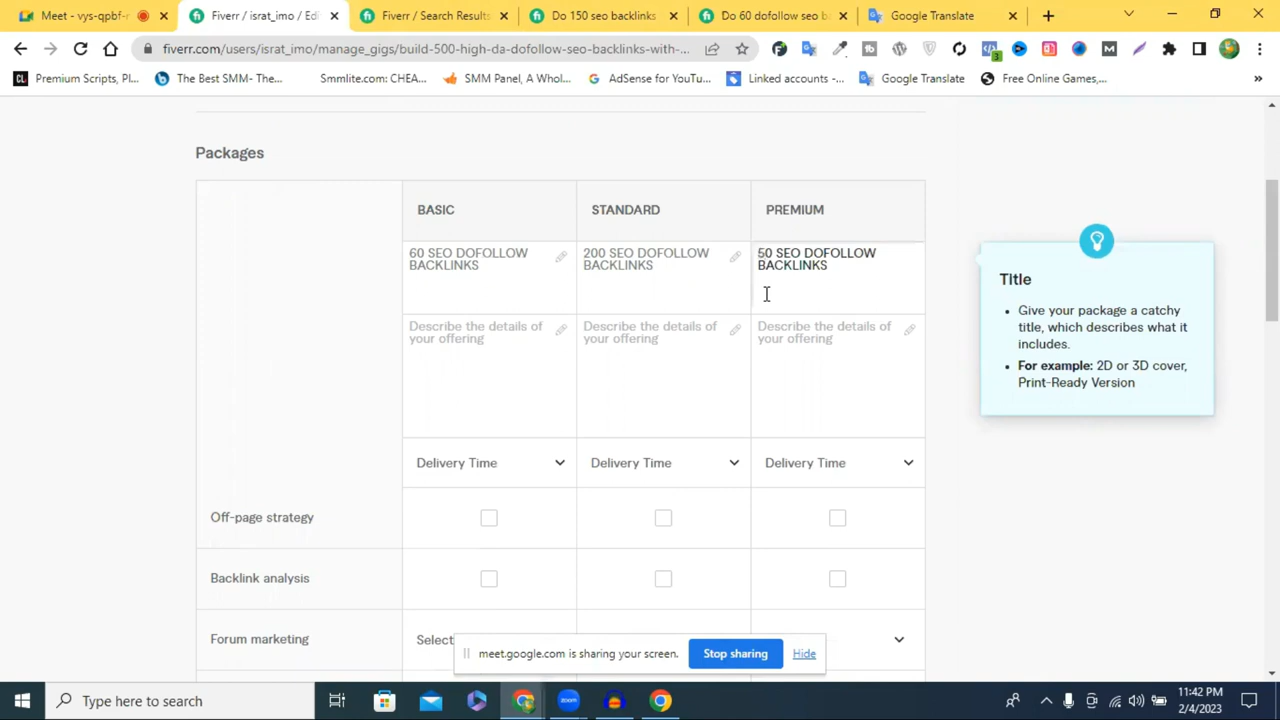 Meet - vys-qpbf-r
Fiverr / israt_imo / Edi
Fiverr / Search Results
Do 150 seo backlinks
Do 60 dofollow seo b
Google Translate
fiverr.com/users/israt_imo/manage_gigs/build-500-high-da-dofollow-seo-backlinks-with-...
Premium Scripts, Pl...
The Best SMM- The...
Smmlite.com: CHEA...
SMM Panel, A Whol...
AdSense for YouTu...
Linked accounts -...
Google Translate
Free Online Games,...
Packages
BASIC
STANDARD
PREMIUM
60 SEO DOFOLLOW
BACKLINKS
200 SEO DOFOLLOW
BACKLINKS
50 SEO DOFOLLOW
BACKLINKS
Describe the details of
your offering
Describe the details of
your offering
Describe the details of
your offering
Delivery Time
Delivery Time
Delivery Time
Off-page strategy
Backlink analysis
Forum marketing
Select
Title
Give your package a catchy
title, which describes what it
includes.
For example: 2D or 3D cover,
Print-Ready Version
meet.google.com is sharing your screen.
Stop sharing
Hide
Type here to search
zoom
11:42 PM
2/4/2023